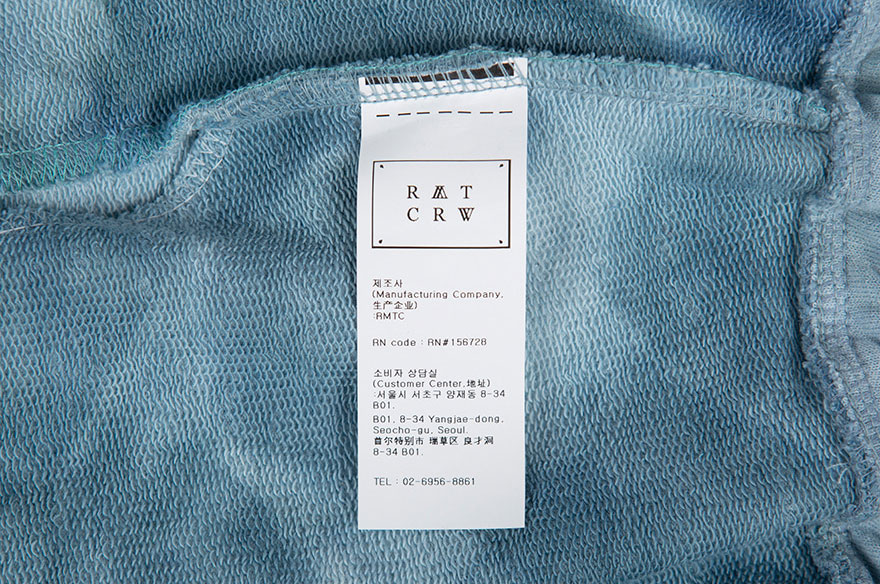 R M T
C R W
제조사
(Manufacturing Company,
生产企业)
:RMTC
RN code : RN#156728
소비자 상담실
(Customer Center,地址)
:서울시 서초구 양재동 8-34
B01.
B01, 8-34 Yangjae-dong,
Seocho-gu, Seoul.
首尔特别市 瑞草区 良才洞
8-34 B01.
TEL : 02-6956-8861